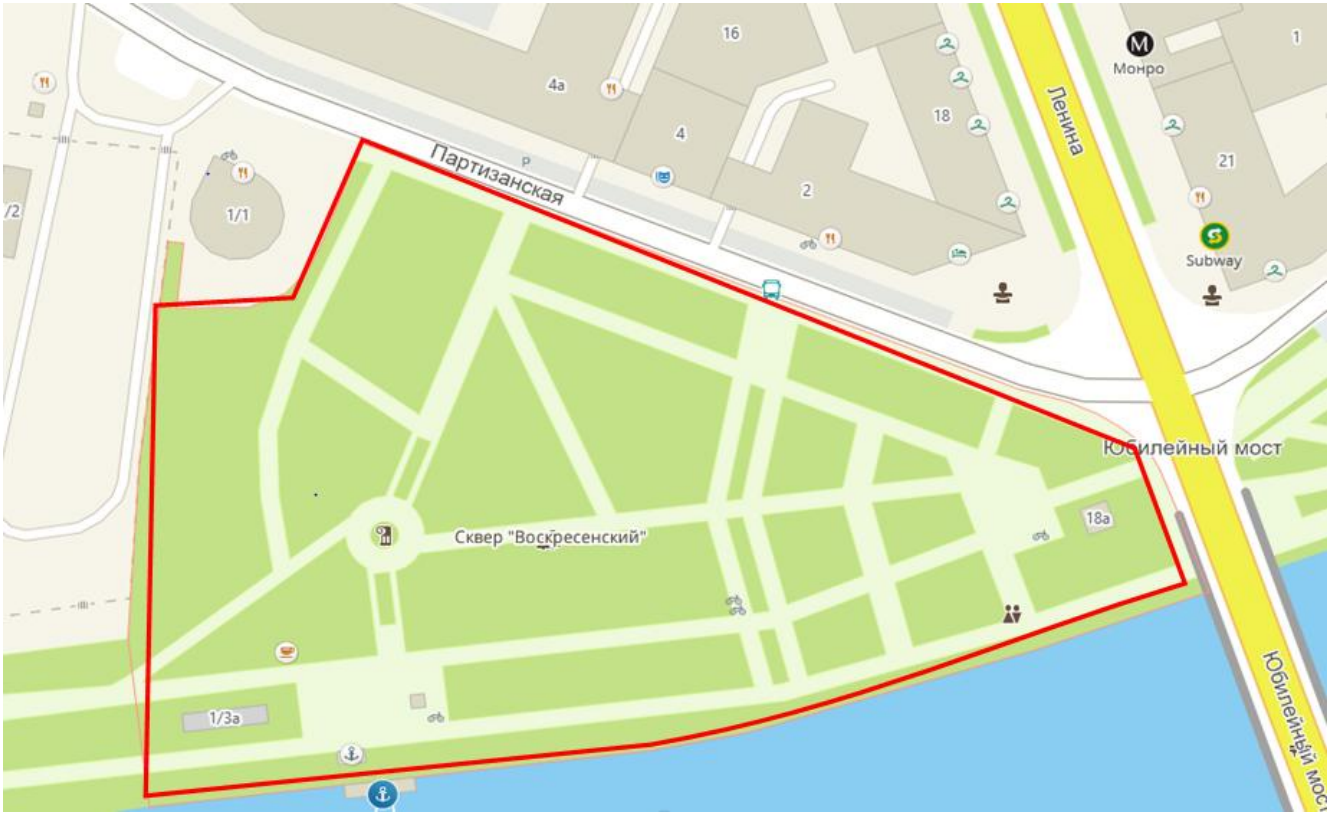 16
М
Монро
1
4а
18
Ленина
4
Партизанская
P
21
2
1/1
/2
S
Subway
Юбилейный мост
18а
Сквер "Воскресенский"
1/3а
Юбилейный мост